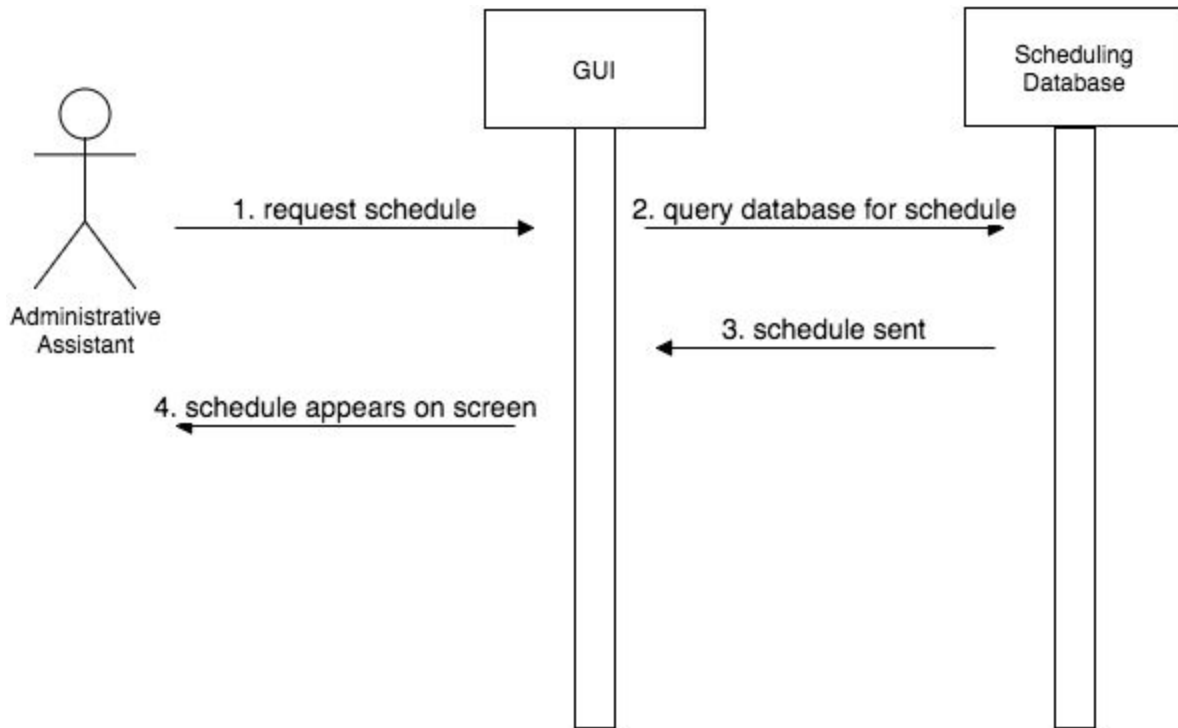 GUI
Scheduling
Database
1. request schedule
2. query database for schedule
Administrative
Assistant
3. schedule sent
4. schedule appears on screen